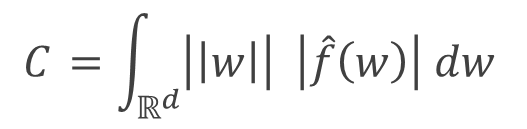 C = ∫_{ℝ^d} ||w|| |f̂(w)| dw